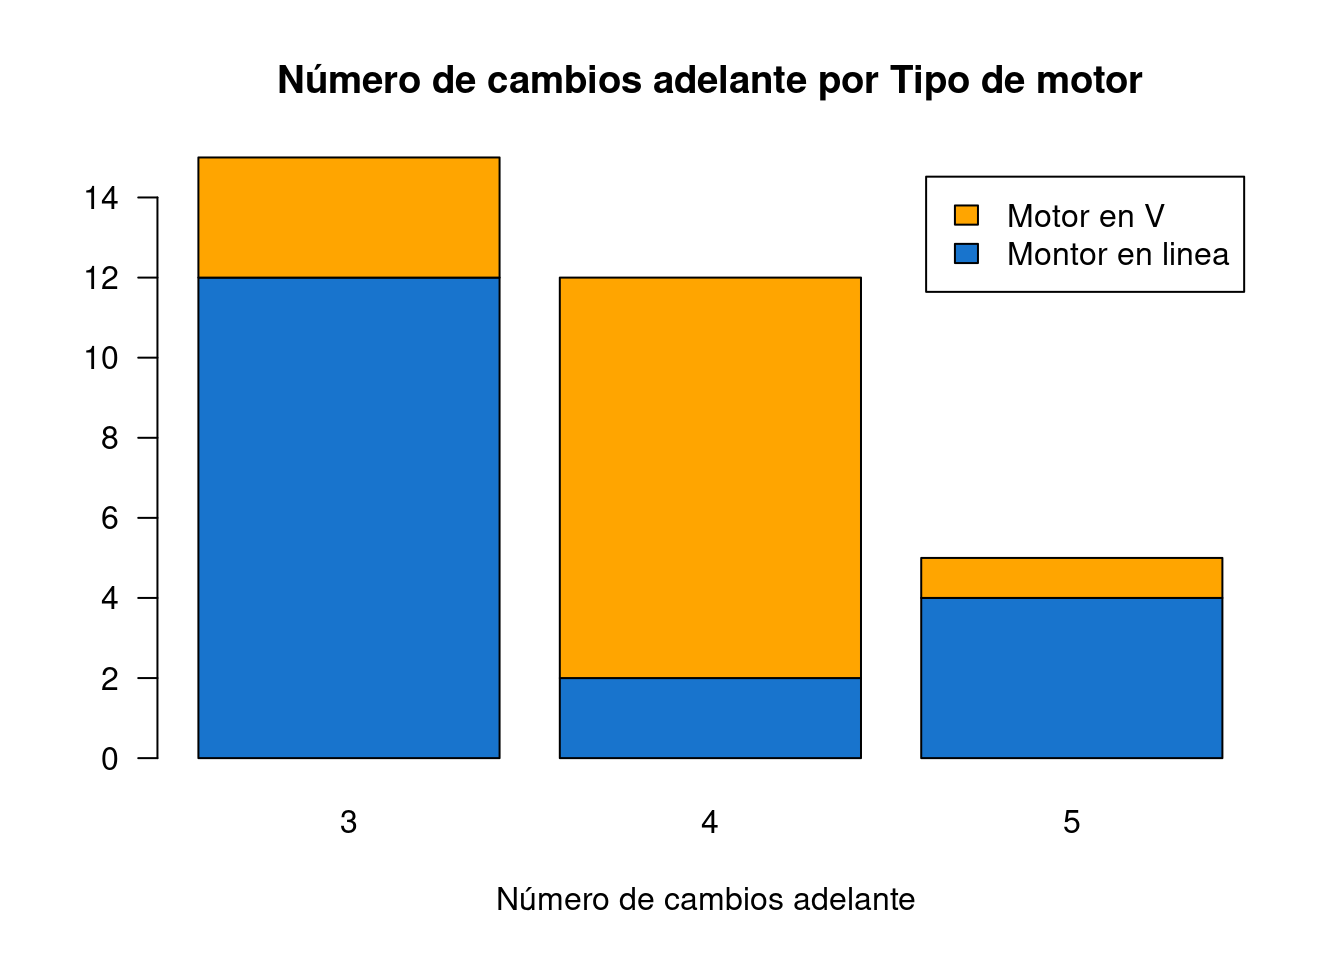 Número de cambios adelante por Tipo de motor
14
12
10
8
6
4
2
0
Motor en V
Montor en linea
3 4 5
Número de cambios adelante